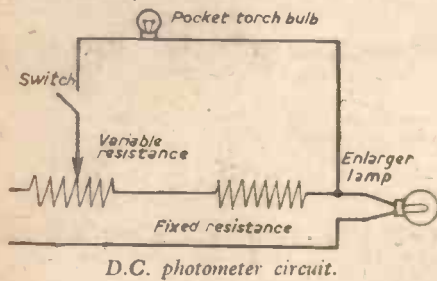 Pocket torch bulb
Switch
Variable
resistance
Enlarger
lamp
Fixed resistance
D.C. photometer circuit.